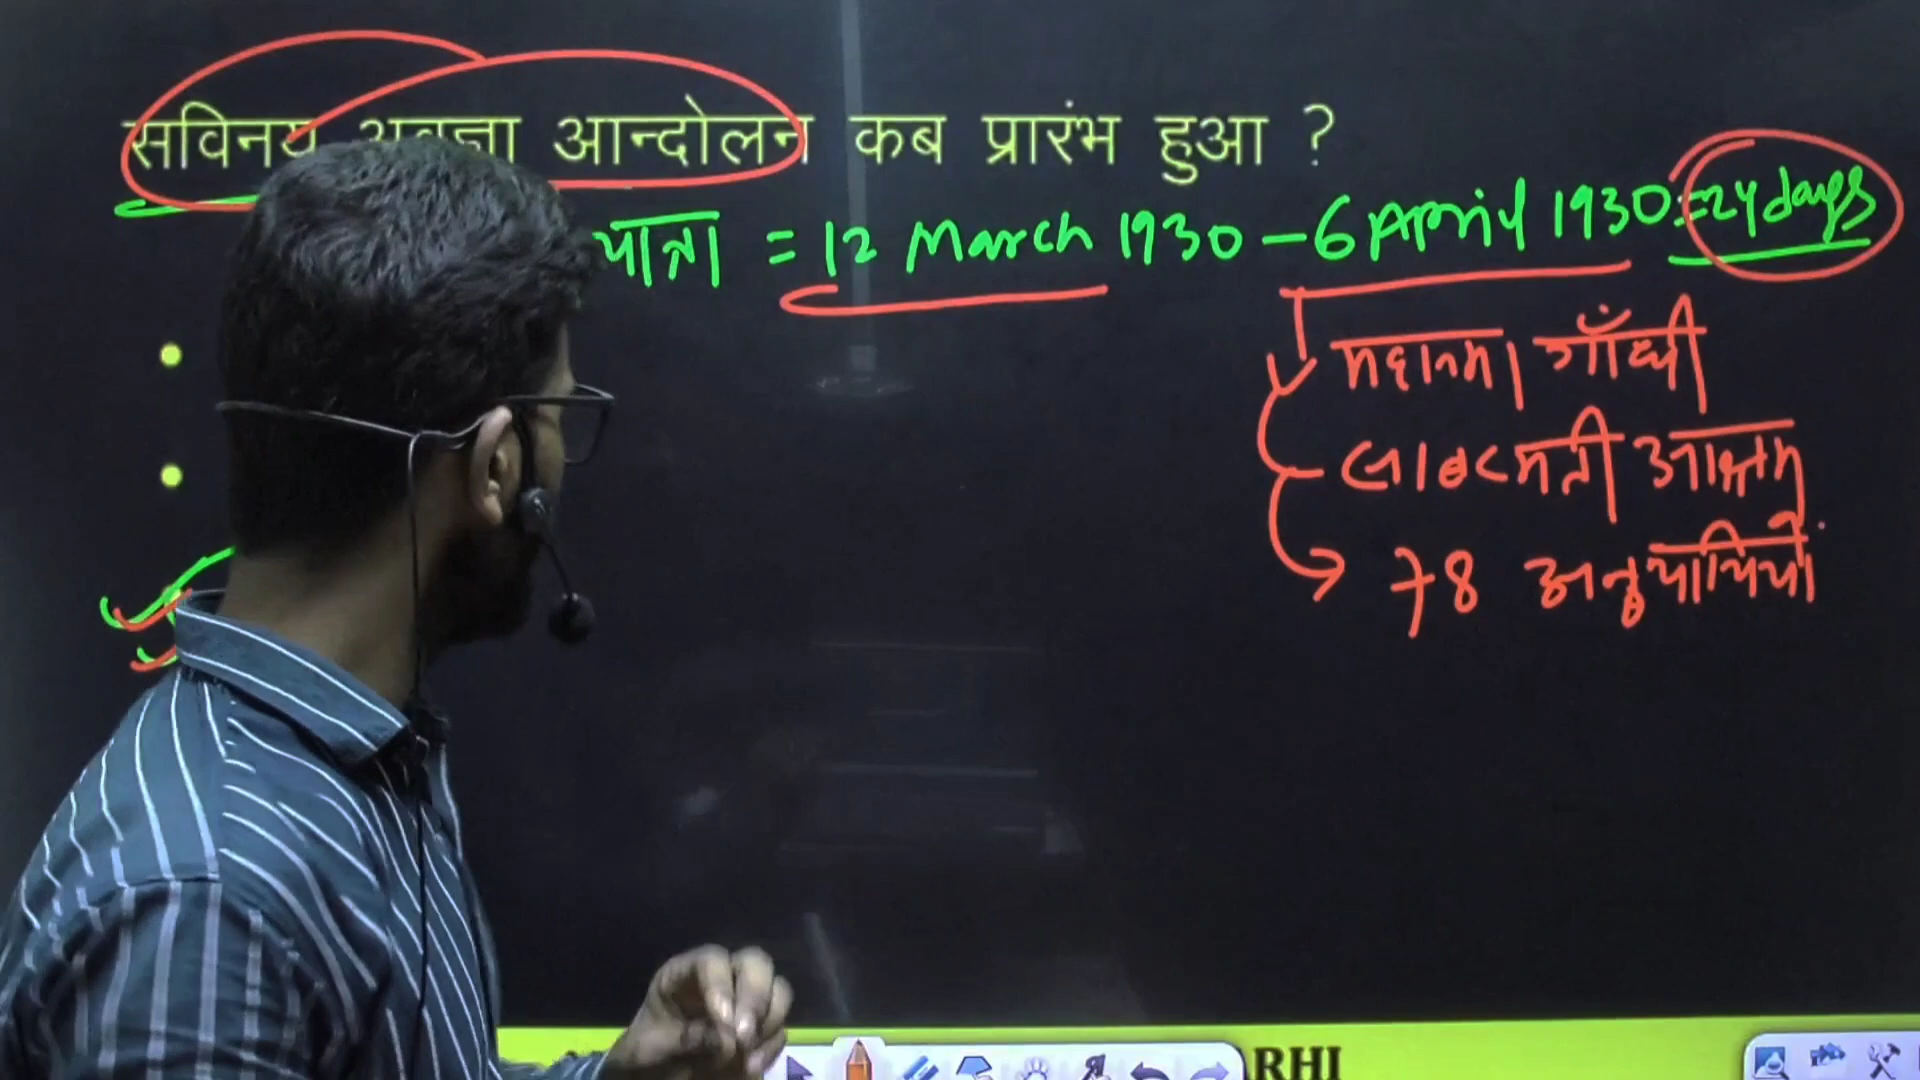 सविनय अवज्ञा आन्दोलन कब प्रारंभ हुआ ?
यात्रा = 12 March 1930 – 6 April 1930 = 24 days
महात्मा गाँधी
साबरमती आश्रम
78 अनुयायियों
RHI